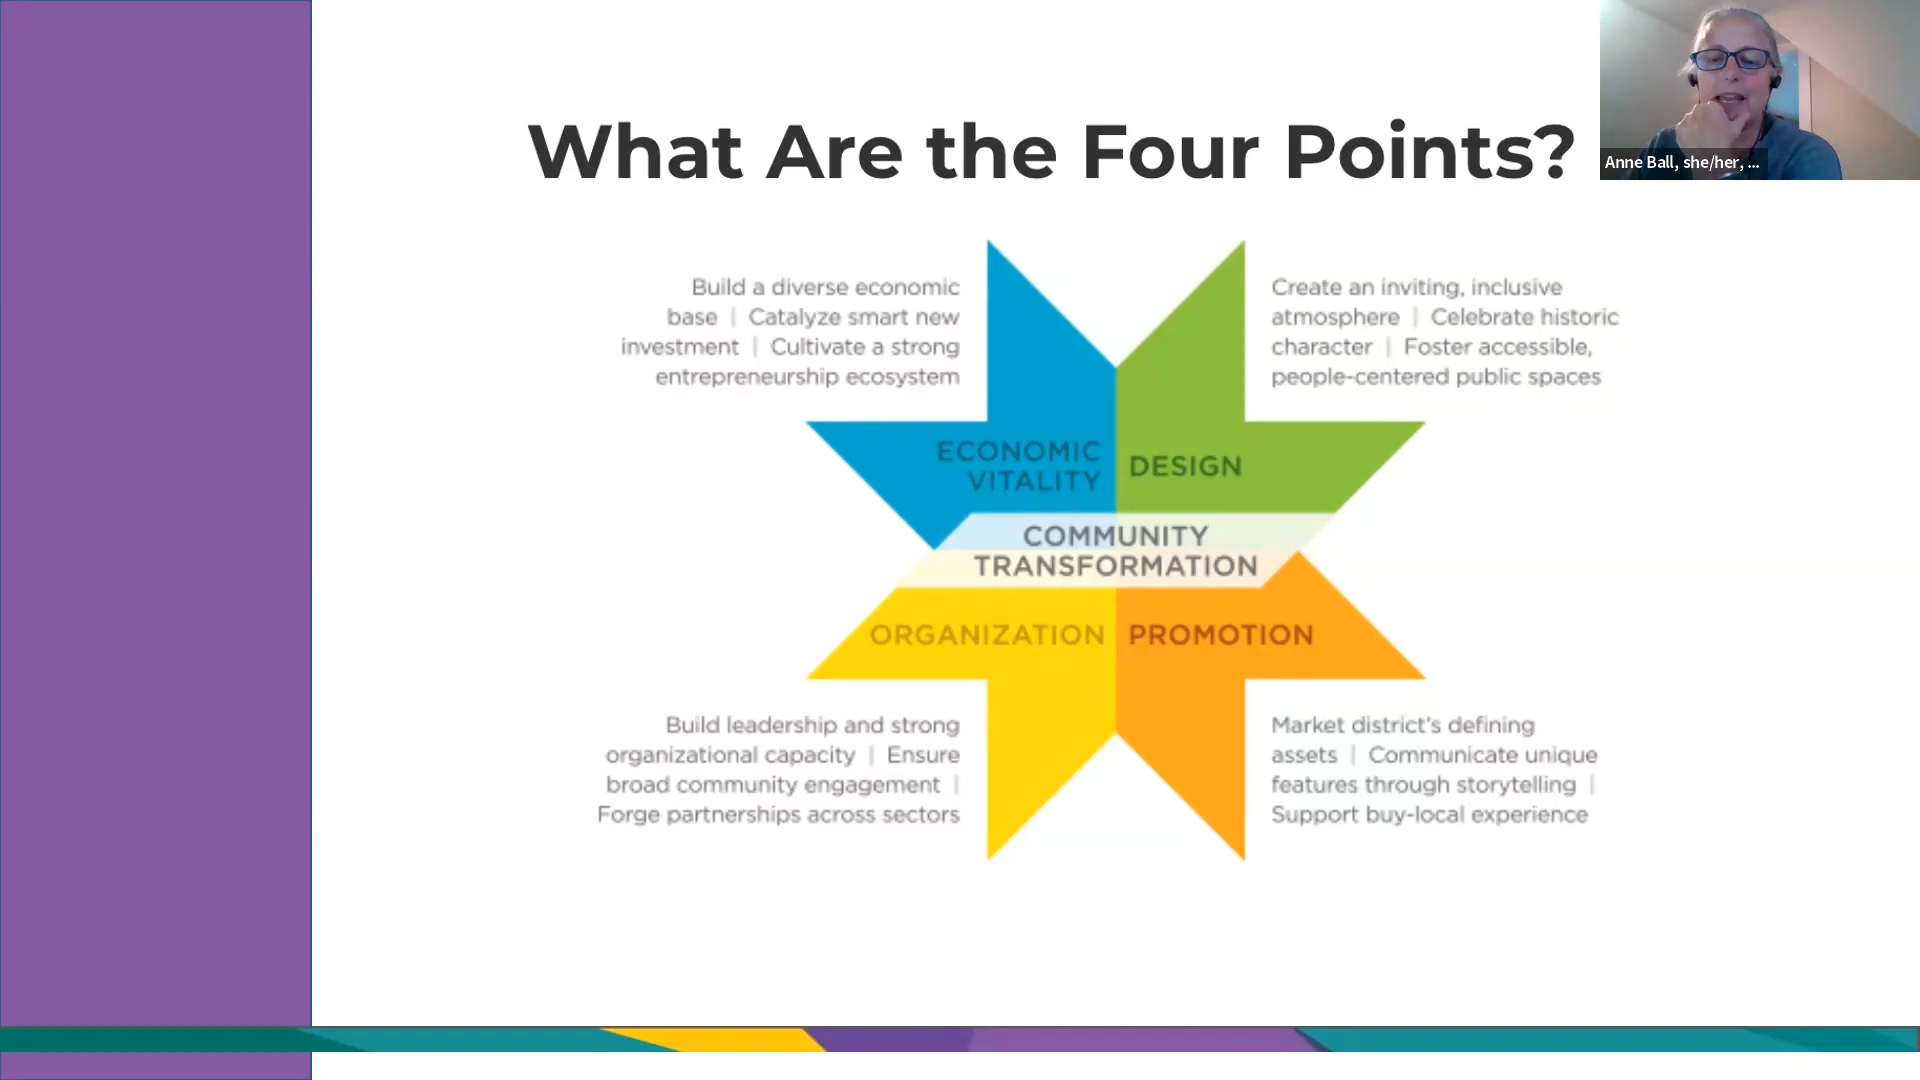 What Are the Four Points?
Anne Ball, she/her, ...
Build a diverse economic
base | Catalyze smart new
investment | Cultivate a strong
entrepreneurship ecosystem
Create an inviting, inclusive
atmosphere | Celebrate historic
character | Foster accessible,
people-centered public spaces
ECONOMIC
VITALITY
DESIGN
COMMUNITY
TRANSFORMATION
ORGANIZATION
PROMOTION
Build leadership and strong
organizational capacity | Ensure
broad community engagement |
Forge partnerships across sectors
Market district's defining
assets | Communicate unique
features through storytelling |
Support buy-local experience